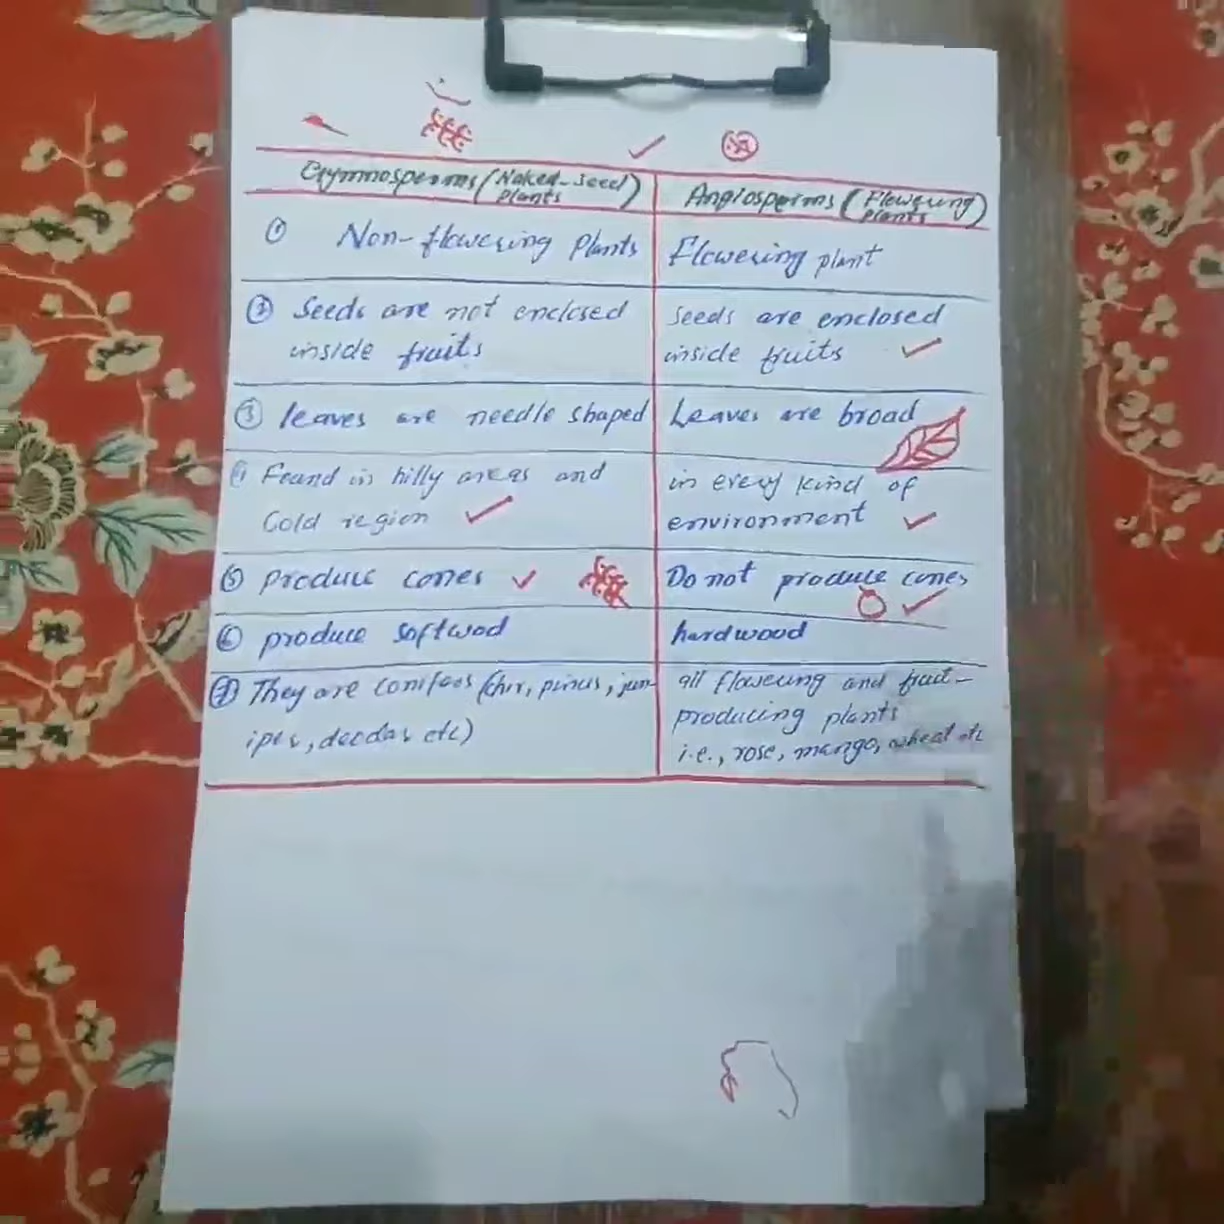 Gymnosperms (Naked-seed plants) Angiosperms (Flowering plants)
① Non-flowering plants Flowering plant
② Seeds are not enclosed seeds are enclosed
inside fruits inside fruits
③ leaves are needle shaped Leaves are broad
④ Found in hilly areas and in every kind of
Cold region environment
⑤ produce cones Do not produce cones
⑥ produce softwod hardwood
⑦ They are (chir, pinus, jun- all flowering and fruit-
producing plants
etc) i.e., rose, mango, wheat etc